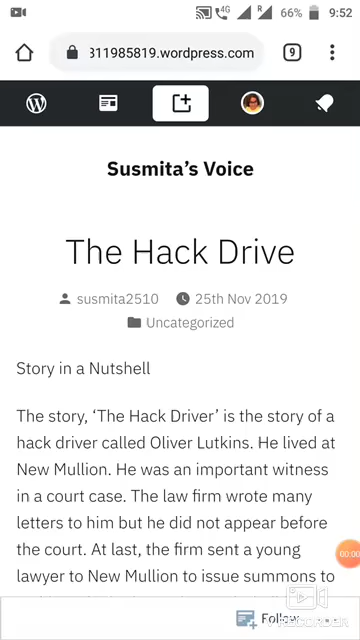 4G R 66% 9:52
311985819.wordpress.com 9
Susmita's Voice
The Hack Drive
susmita2510 25th Nov 2019
Uncategorized
Story in a Nutshell
The story, 'The Hack Driver' is the story of a
hack driver called Oliver Lutkins. He lived at
New Mullion. He was an important witness
in a court case. The law firm wrote many
letters to him but he did not appear before
the court. At last, the firm sent a young
lawyer to New Mullion to issue summons to
00:00
Follow